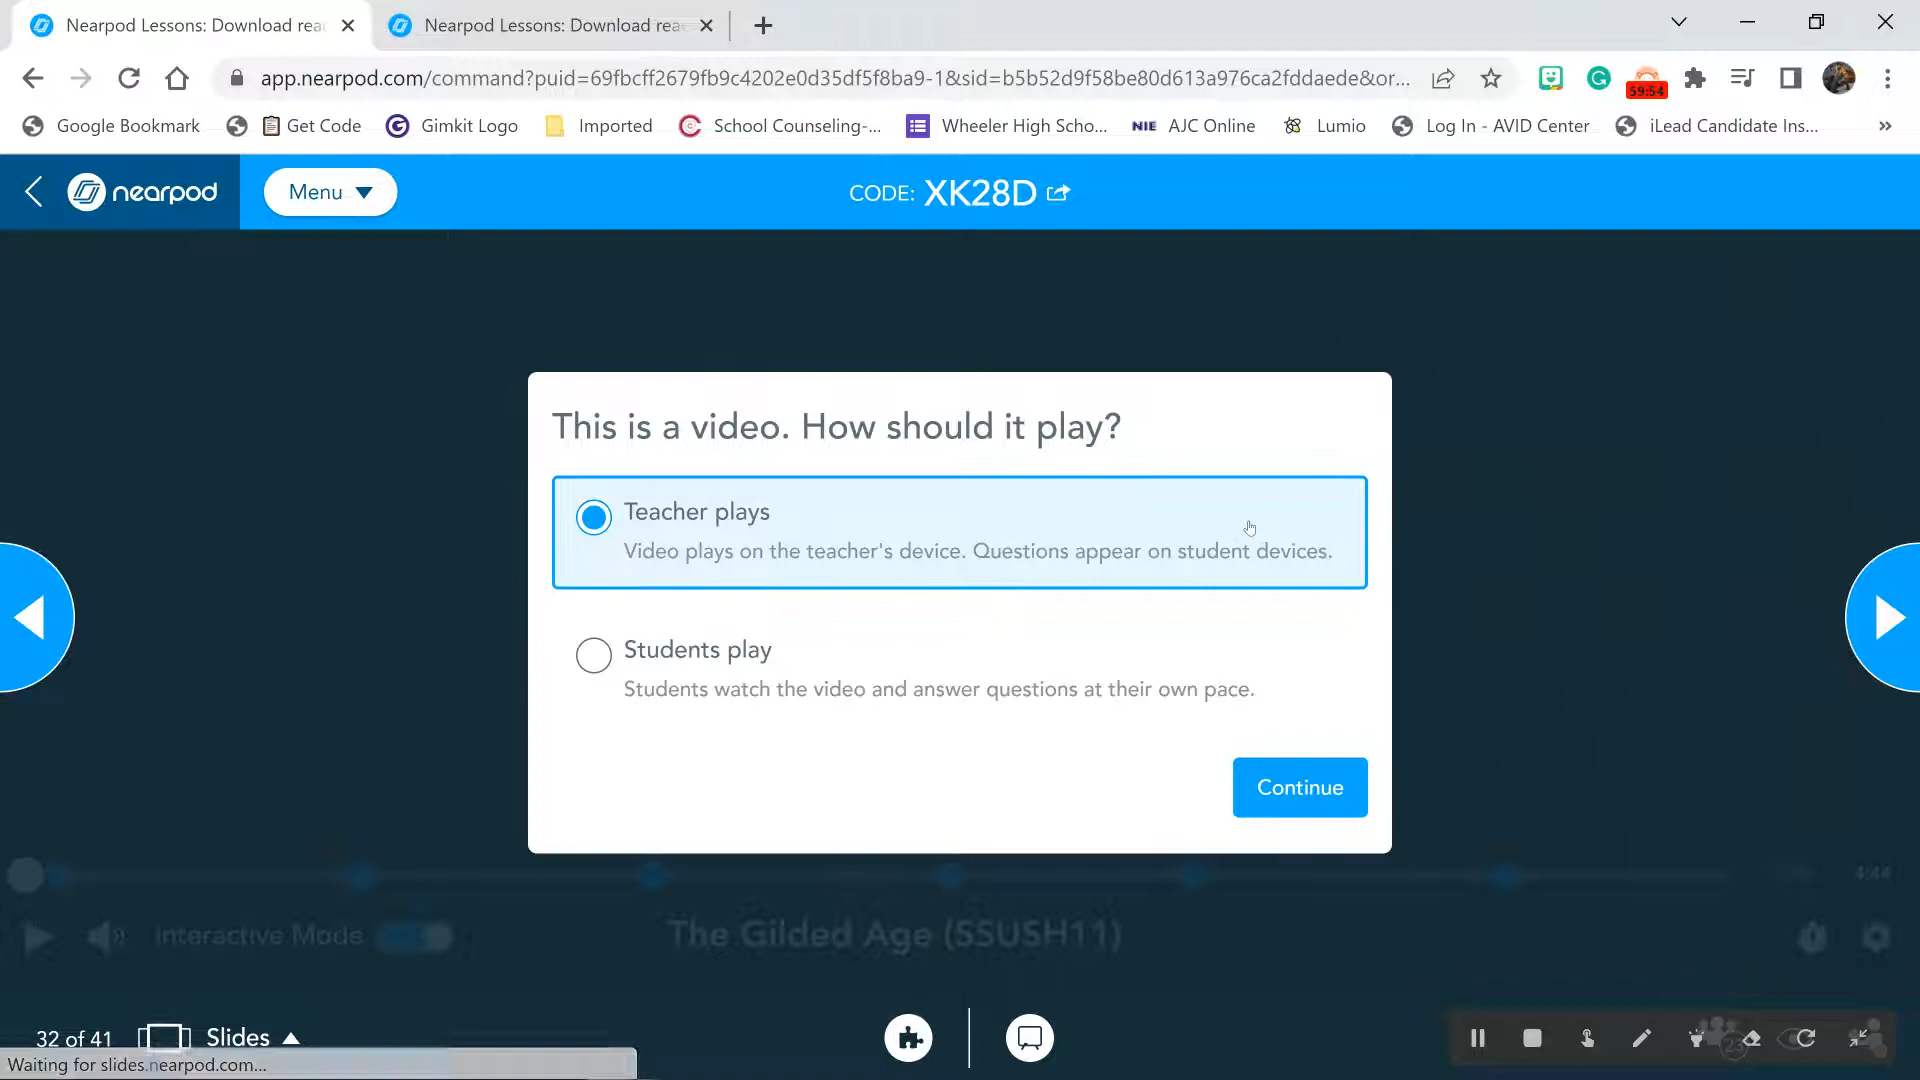 Nearpod Lessons: Download rea
Nearpod Lessons: Download rea
app.nearpod.com/command?puid=69fbcff2679fb9c4202e0d35df5f8ba9-1&sid=b5b52d9f58be80d613a976ca2fddaede&or...
59:54
Google Bookmark
Get Code
Gimkit Logo
Imported
School Counseling-...
Wheeler High Scho...
NIE AJC Online
Lumio
Log In - AVID Center
iLead Candidate Ins...
nearpod
Menu
CODE: XK28D
This is a video. How should it play?
Teacher plays
Video plays on the teacher's device. Questions appear on student devices.
Students play
Students watch the video and answer questions at their own pace.
Continue
4:44
Interactive Mode
The Gilded Age (SSUSH11)
32 of 41
Slides
23
Waiting for slides.nearpod.com...